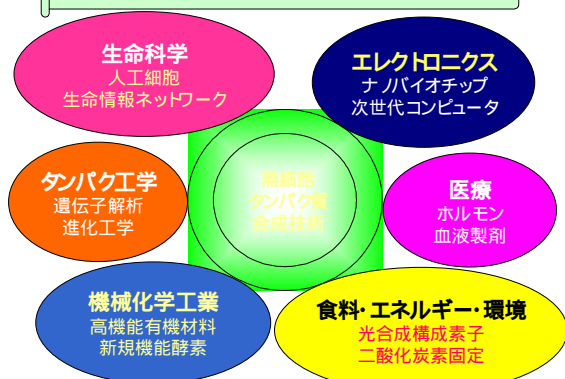 生命科学
人工細胞
生命情報ネットワーク
エレクトロニクス
ナノバイオチップ
次世代コンピュータ
タンパク工学
遺伝子解析
進化工学
無細胞
タンパク質
合成技術
医療
ホルモン
血液製剤
機械化学工業
高機能有機材料
新規機能酵素
食料・エネルギー・環境
光合成構成素子
二酸化炭素固定